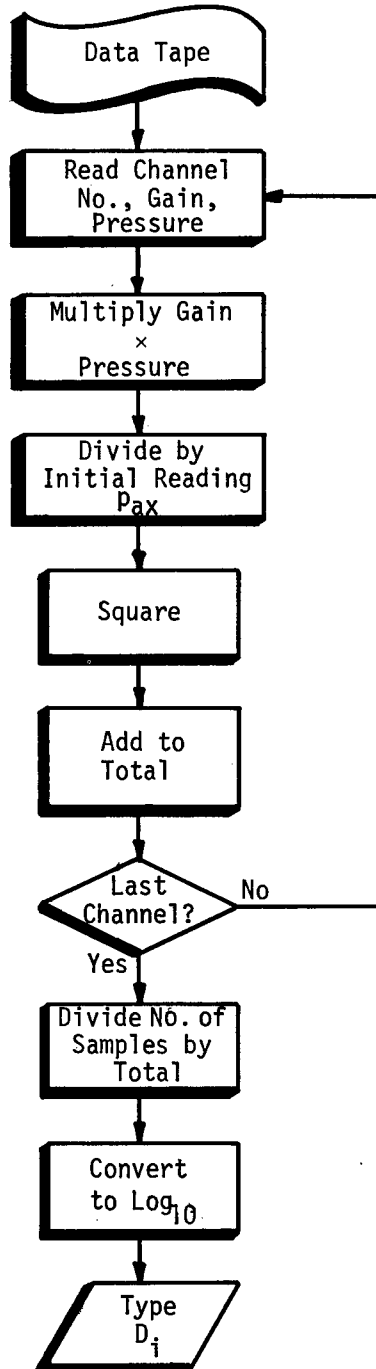 Data Tape
Read Channel
No., Gain,
Pressure
Multiply Gain
×
Pressure
Divide by
Initial Reading
pax
Square
Add to
Total
Last
Channel?
No
Yes
Divide No. of
Samples by
Total
Convert
to Log10
Type
Di